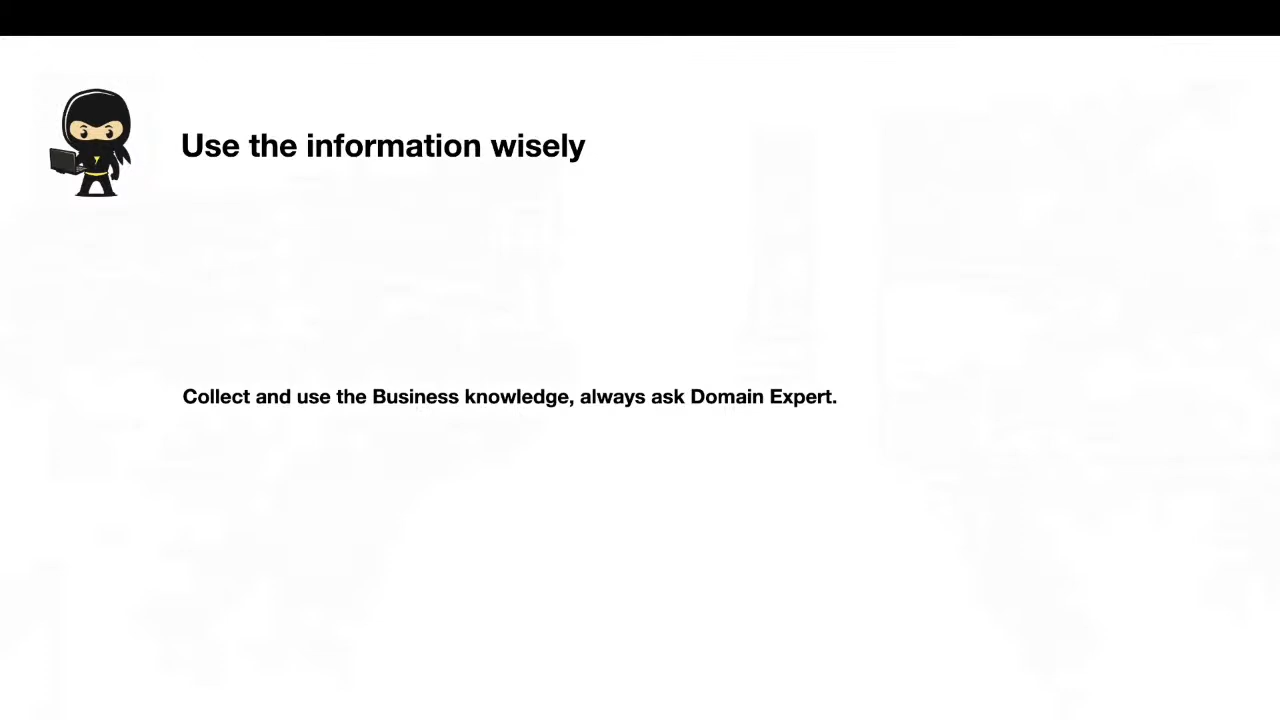 Use the information wisely
Collect and use the Business knowledge, always ask Domain Expert.